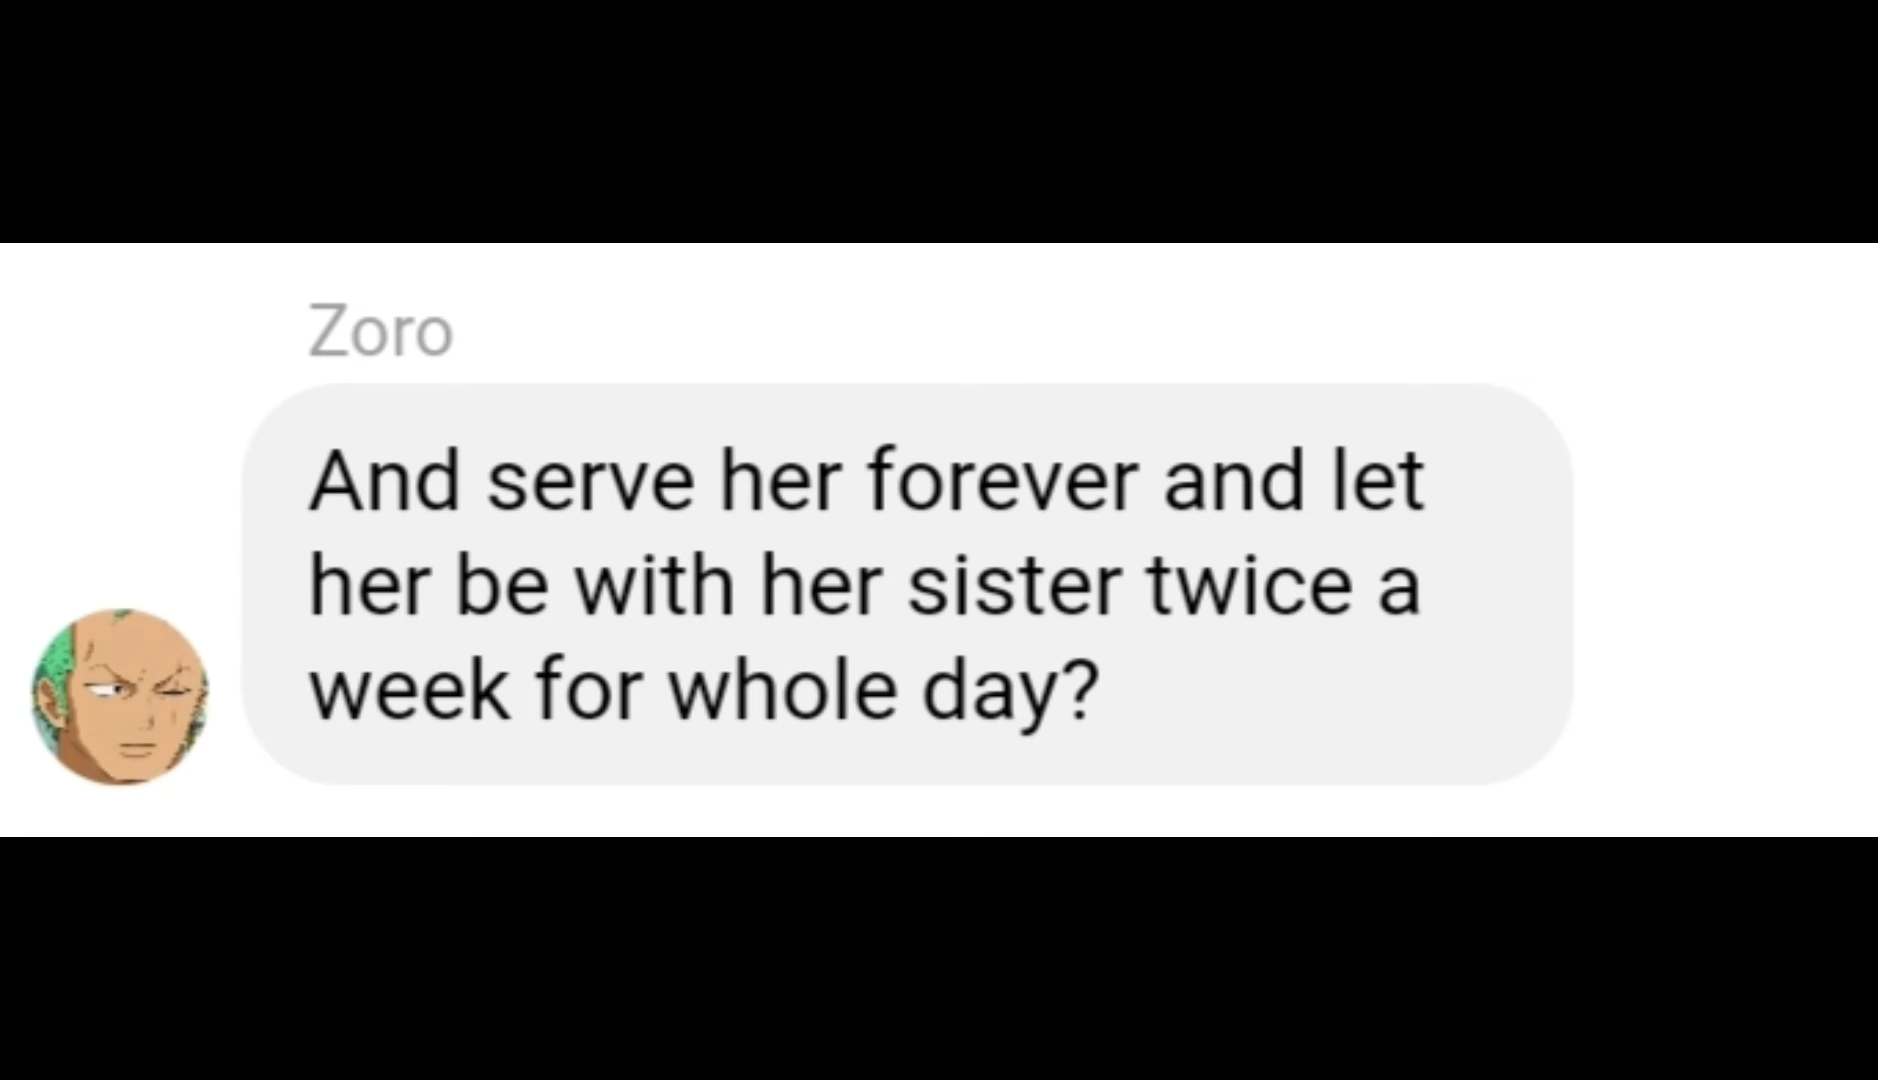 Zoro
And serve her forever and let
her be with her sister twice a
week for whole day?